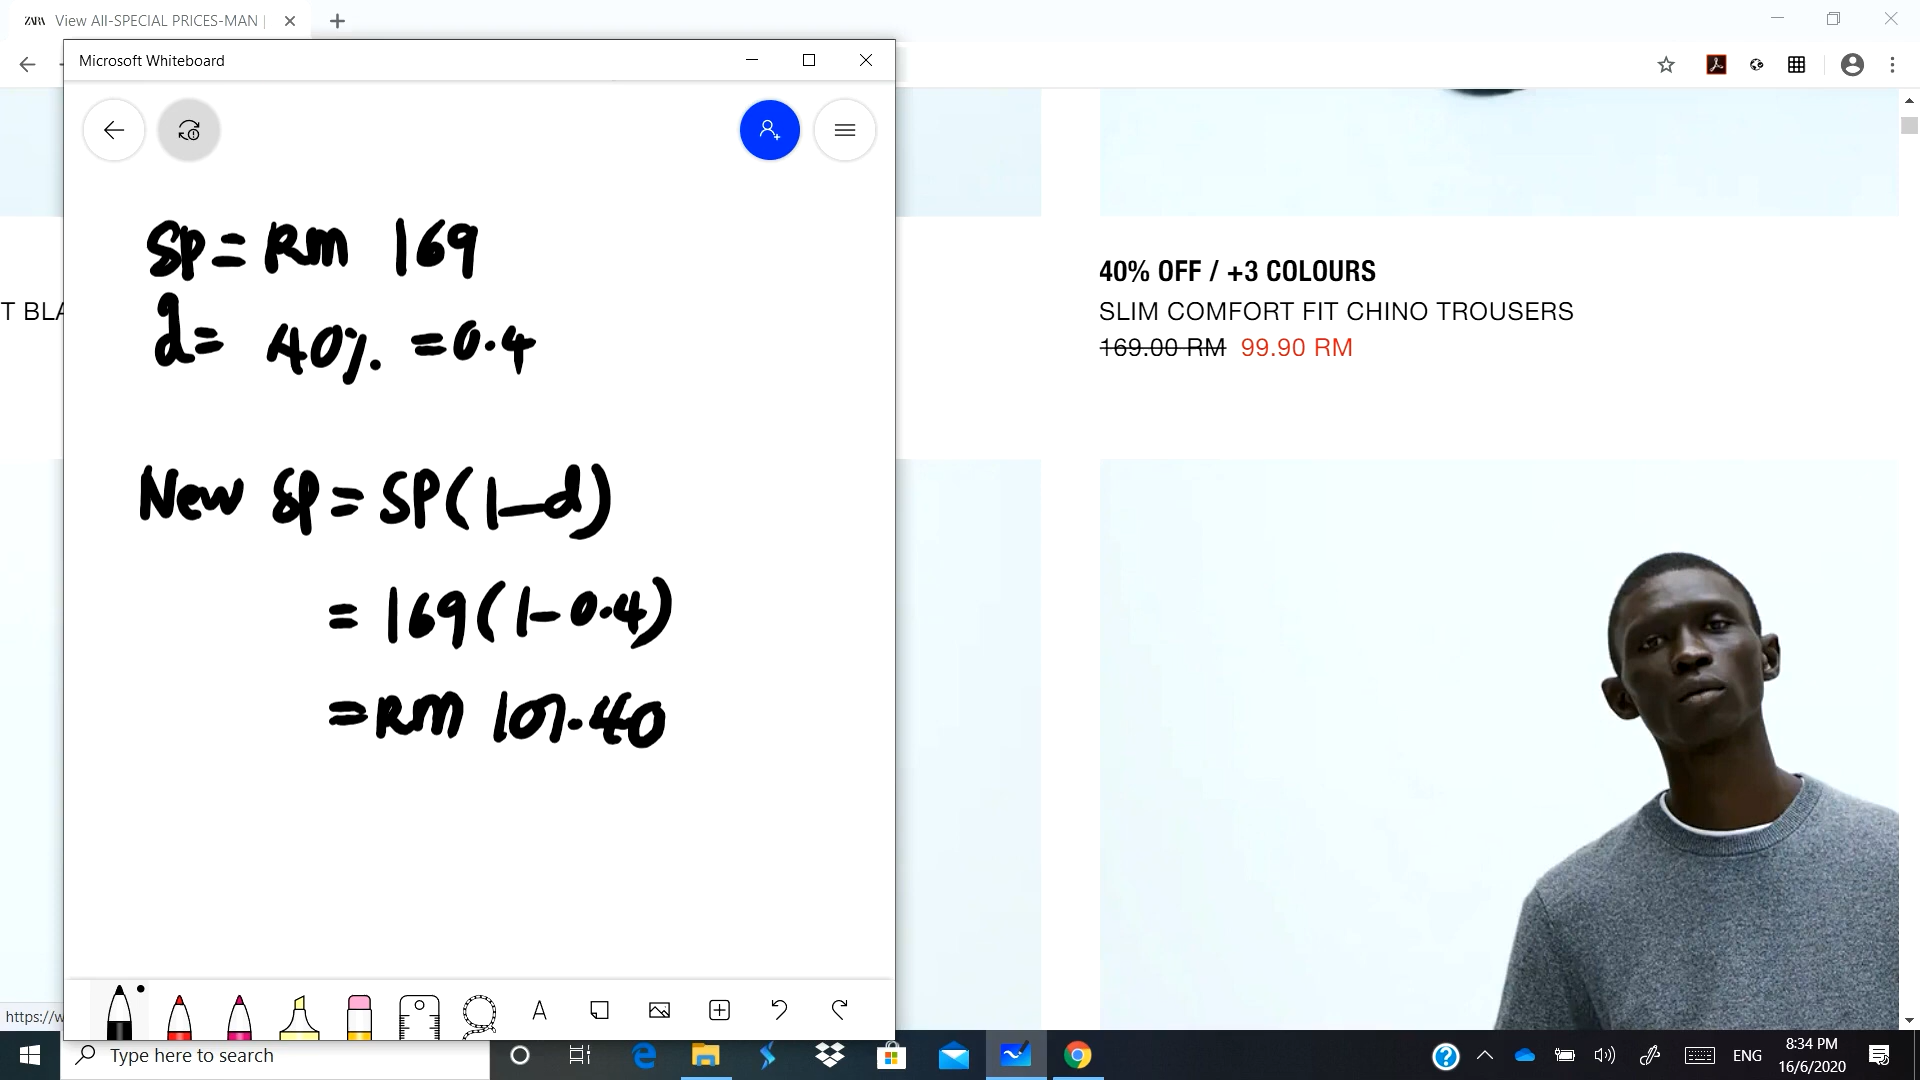 ZARA View All-SPECIAL PRICES-MAN |
Microsoft Whiteboard
SP = RM 169
d = 40% = 0.4
New SP = SP(1-d)
= 169(1-0.4)
= RM 101.40
T BLA
40% OFF / +3 COLOURS
SLIM COMFORT FIT CHINO TROUSERS
169.00 RM 99.90 RM
A
https://w
Type here to search
ENG
8:34 PM
16/6/2020